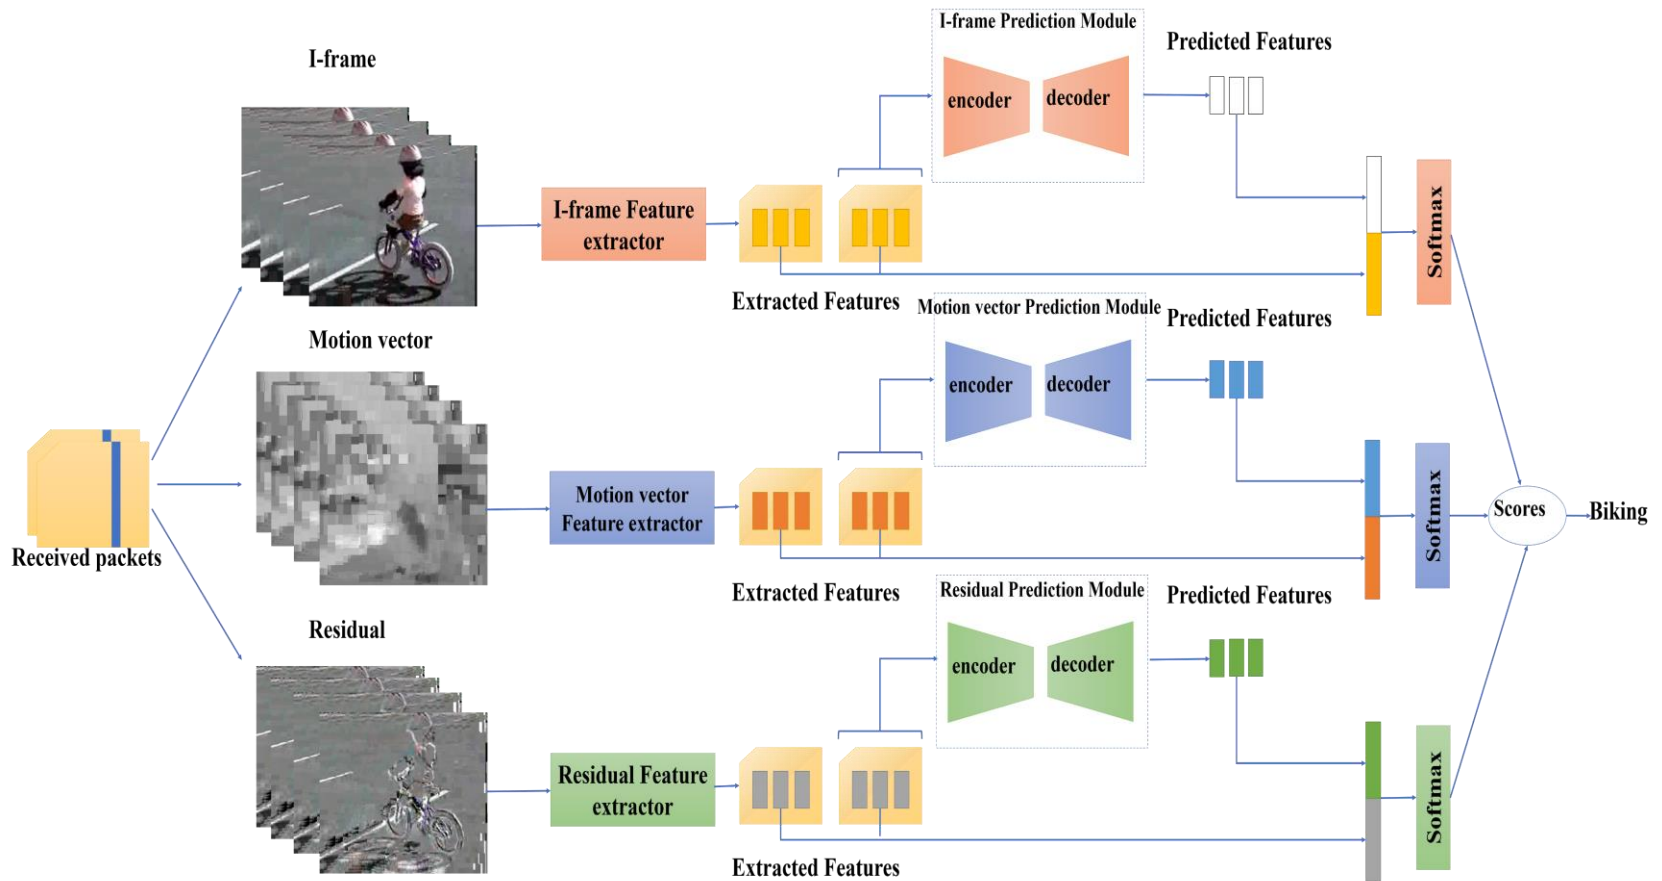 I-frame
I-frame Prediction Module
Predicted Features
encoder
decoder
I-frame Feature
extractor
Softmax
Extracted Features
Motion vector
Motion vector Prediction Module
Predicted Features
encoder
decoder
Motion vector
Feature extractor
Softmax
Scores
Biking
Received packets
Extracted Features
Residual
Residual Prediction Module
Predicted Features
encoder
decoder
Residual Feature
extractor
Softmax
Extracted Features